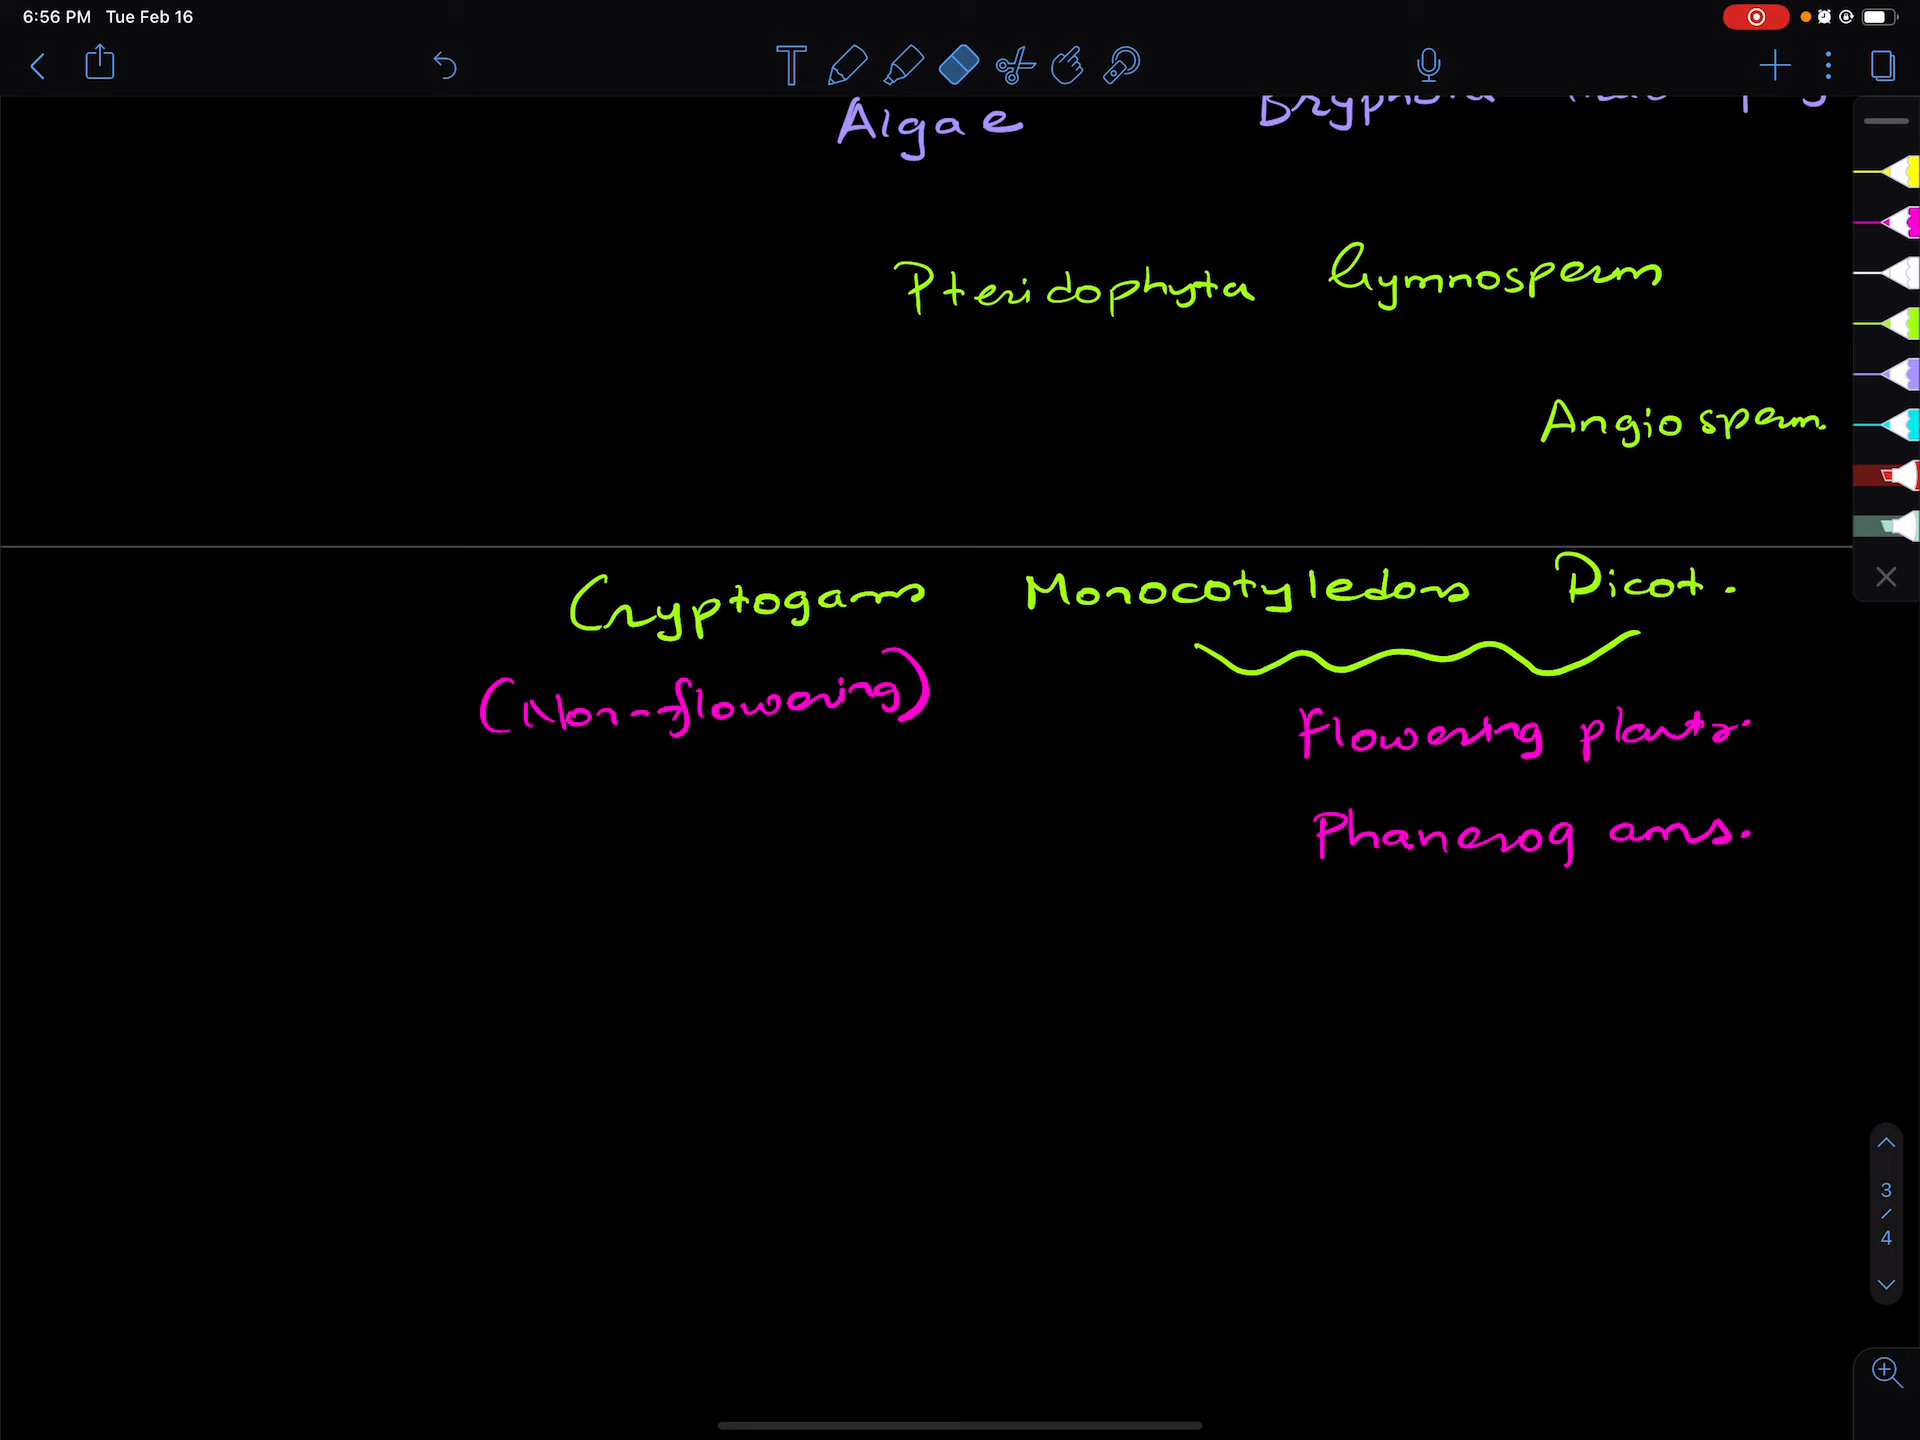 6:56 PM Tue Feb 16
Algae
Pteridophyta Gymnosperm
Angiosperm
Cryptogams Monocotyledons Dicot.
(Non-flowering)
Flowering plants.
Phanerogams.
3
/
4